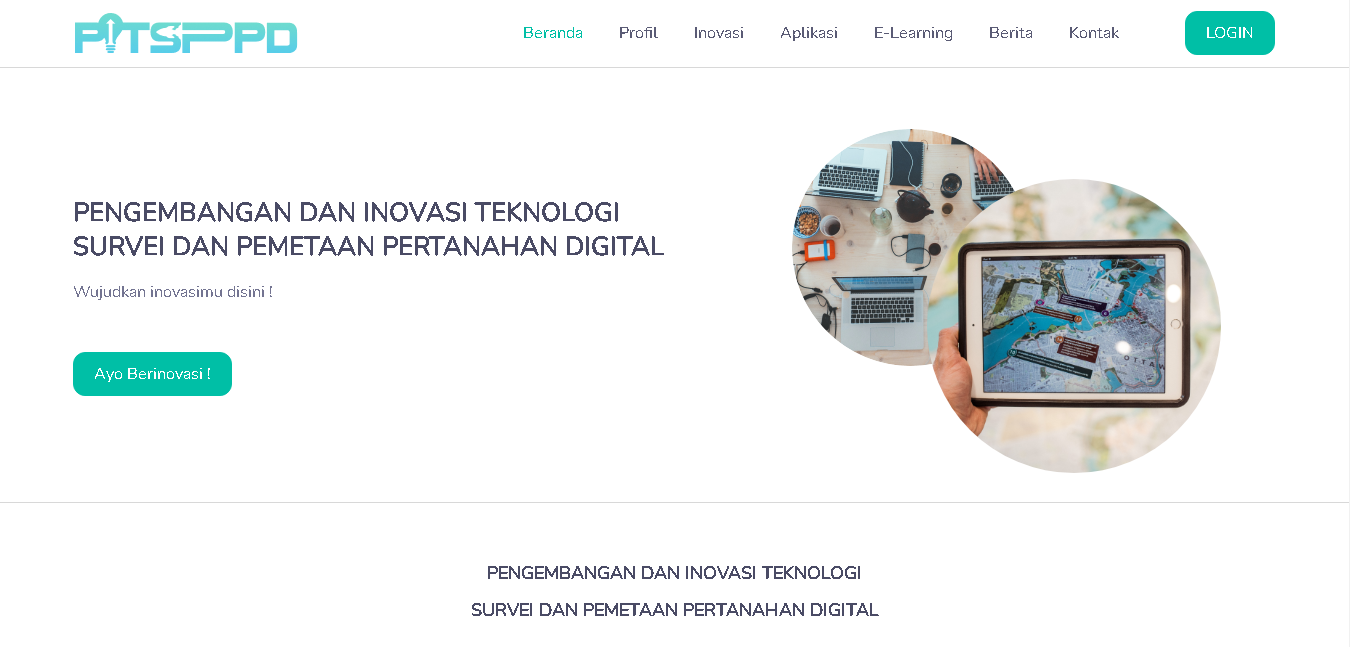 PITSPPD
Beranda
Profil
Inovasi
Aplikasi
E-Learning
Berita
Kontak
LOGIN
PENGEMBANGAN DAN INOVASI TEKNOLOGI
SURVEI DAN PEMETAAN PERTANAHAN DIGITAL
Wujudkan inovasimu disini !
Ayo Berinovasi !
OTTAW
PENGEMBANGAN DAN INOVASI TEKNOLOGI
SURVEI DAN PEMETAAN PERTANAHAN DIGITAL